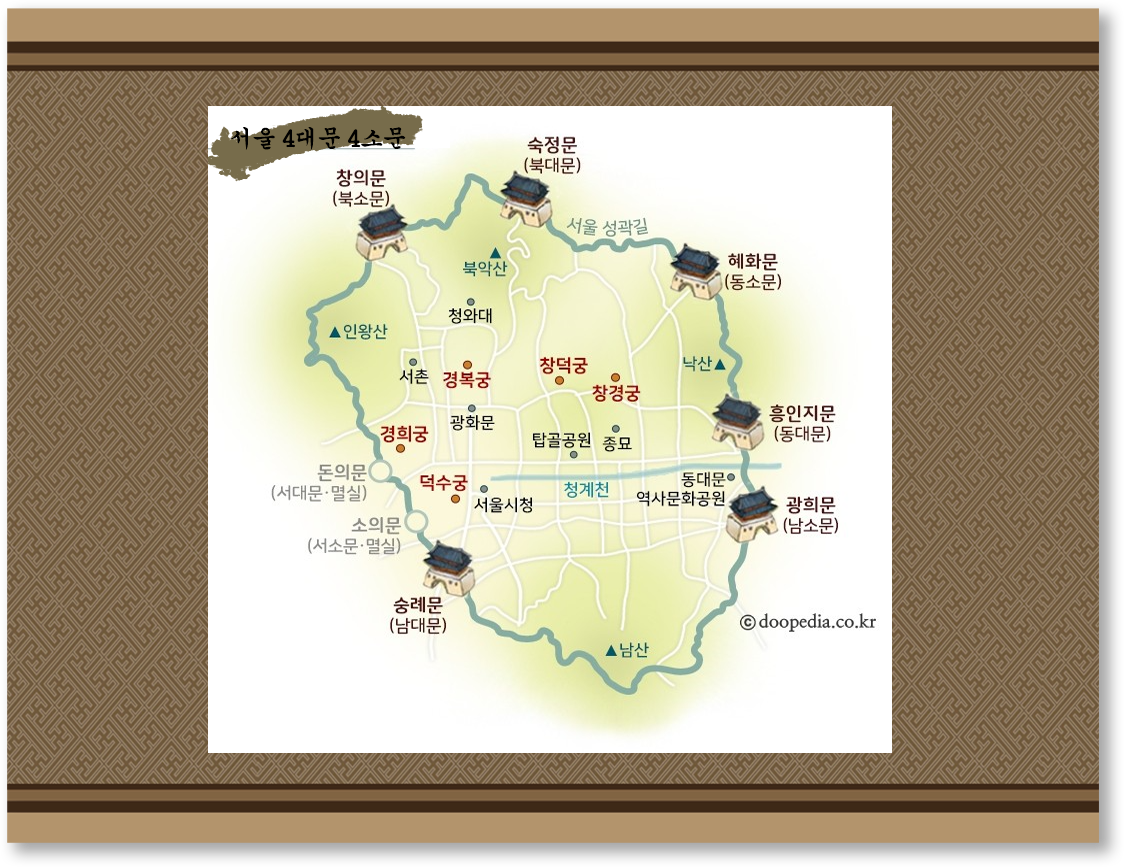 서울 4대문 4소문
숙정문
(북대문)
창의문
(북소문)
서울 성곽길
혜화문
(동소문)
▲
북악산
청와대
▲인왕산
낙산▲
서촌
경복궁
창덕궁
창경궁
광화문
흥인지문
(동대문)
경희궁
탑골공원
종묘
돈의문
(서대문·멸실)
덕수궁
서울시청
청계천
동대문
역사문화공원
광희문
(남소문)
소의문
(서소문·멸실)
숭례문
(남대문)
ⓒdoopedia.co.kr
▲남산